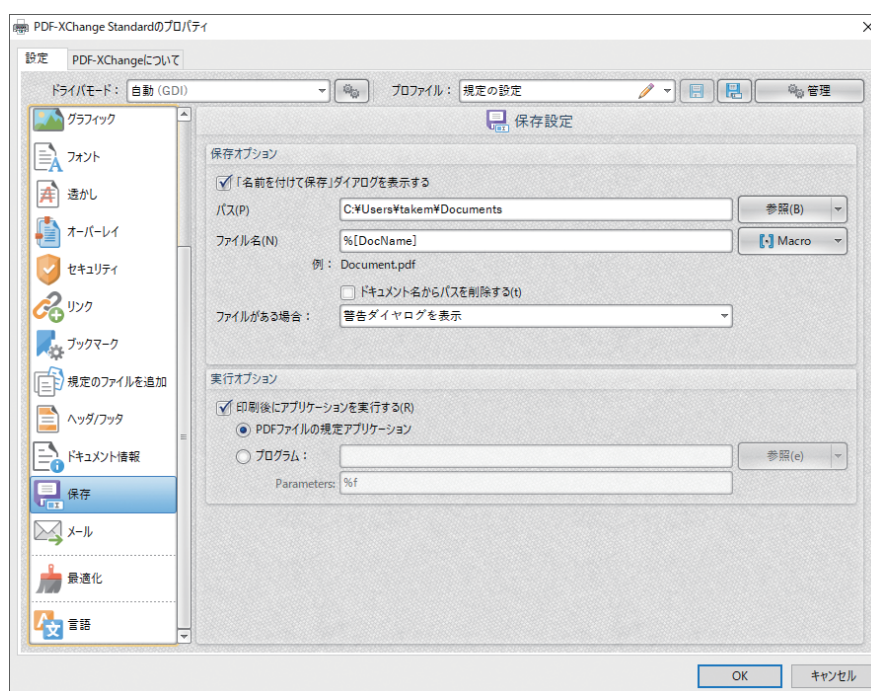 PDF-XChange Standardのプロパティ
設定 PDF-XChangeについて
ドライバモード： 自動 (GDI) プロファイル： 規定の設定 管理
グラフィック
フォント
透かし
オーバーレイ
セキュリティ
リンク
ブックマーク
規定のファイルを追加
ヘッダ/フッタ
ドキュメント情報
保存
メール
最適化
言語
保存設定
保存オプション
「名前を付けて保存」ダイアログを表示する
パス(P) C:¥Users¥takem¥Documents 参照(B)
ファイル名(N) %[DocName] Macro
例： Document.pdf
ドキュメント名からパスを削除する(t)
ファイルがある場合： 警告ダイヤログを表示
実行オプション
印刷後にアプリケーションを実行する(R)
PDFファイルの規定アプリケーション
プログラム： 参照(e)
Parameters: %f
OK キャンセル